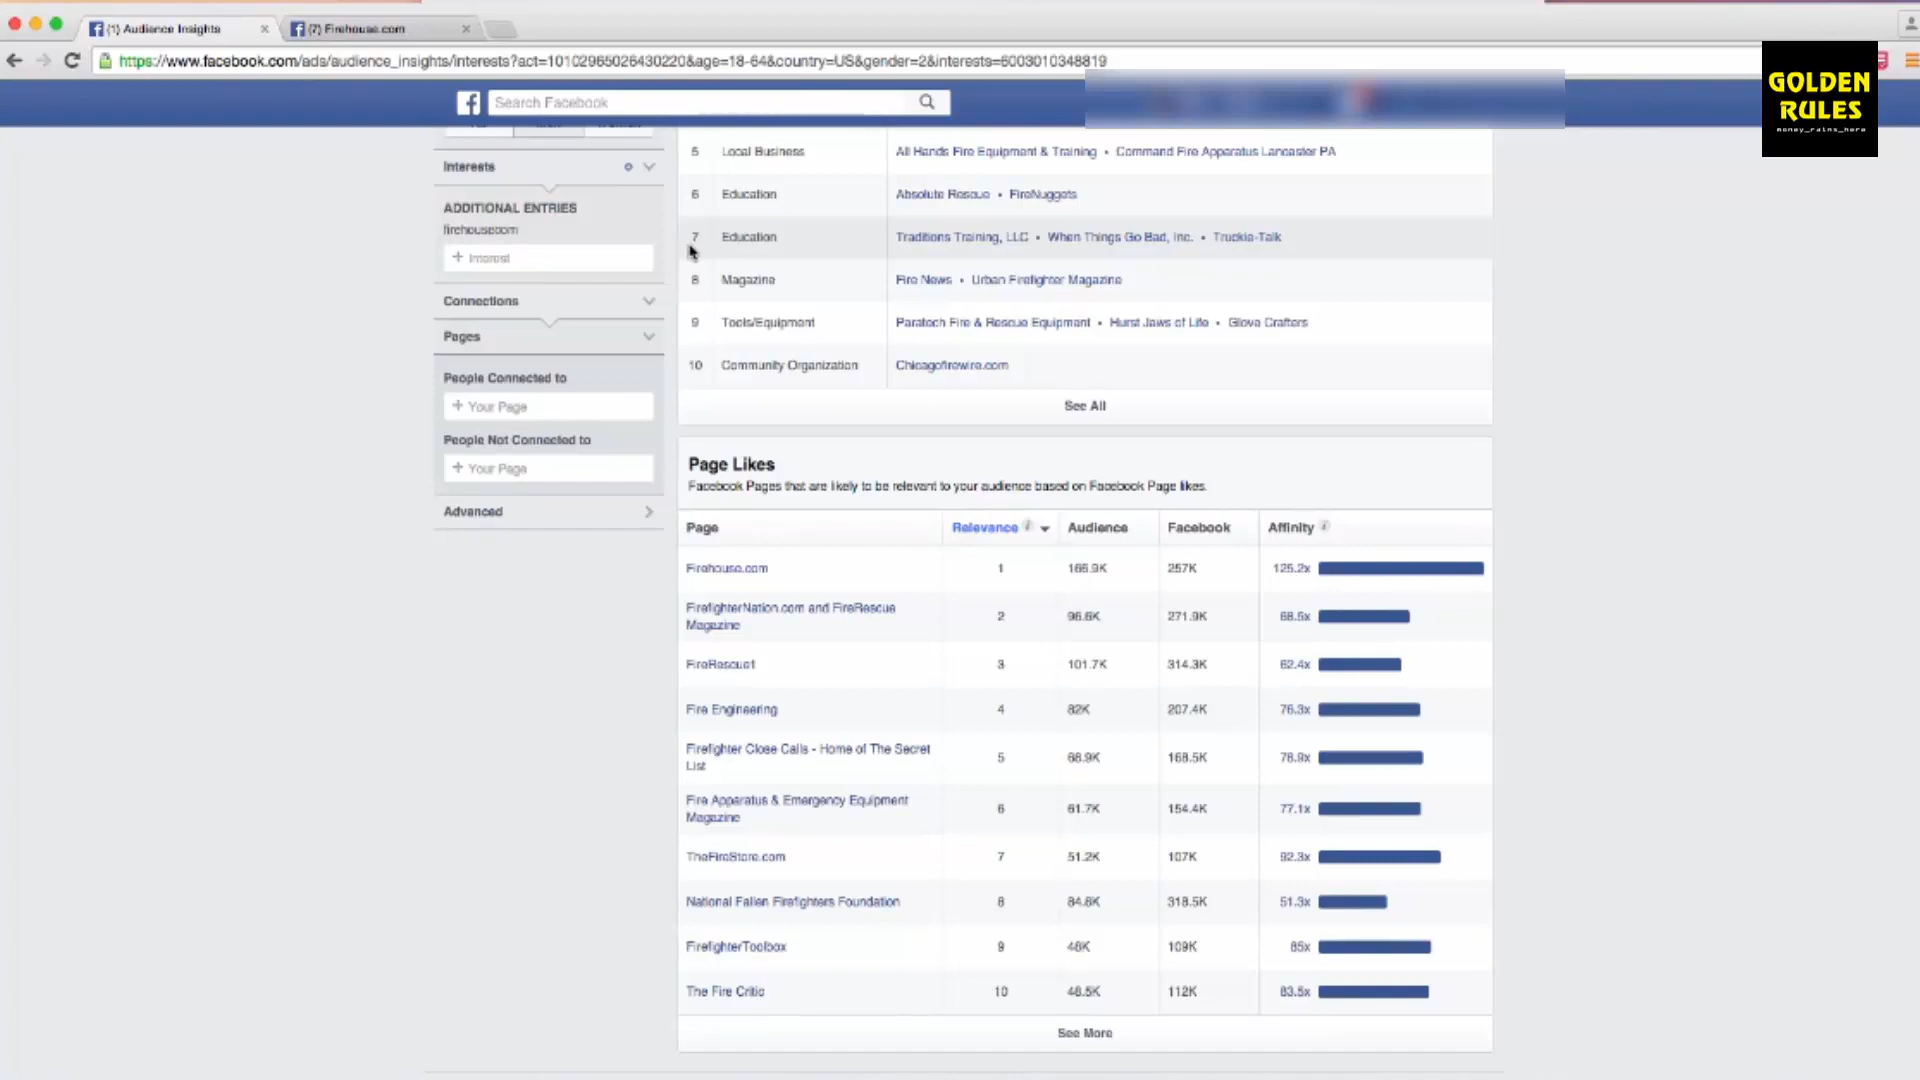 (1) Audience Insights
(7) Firehouse.com
https://www.facebook.com/ads/audience_insights/interests?act=10102965026430220&age=18-64&country=US&gender=2&interests=6003010348819
GOLDEN
RULES
money_rains_here
Search Facebook
Interests
ADDITIONAL ENTRIES
firehousecom
+ Interest
Connections
Pages
People Connected to
+ Your Page
People Not Connected to
+ Your Page
Advanced
5 Local Business All Hands Fire Equipment & Training • Command Fire Apparatus Lancaster PA
6 Education Absolute Rescue • FireNuggets
7 Education Traditions Training, LLC • When Things Go Bad, Inc. • Truckie-Talk
8 Magazine Fire News • Urban Firefighter Magazine
9 Tools/Equipment Paratech Fire & Rescue Equipment • Hurst Jaws of Life • Glove Crafters
10 Community Organization Chicagofirewire.com
See All
Page Likes
Facebook Pages that are likely to be relevant to your audience based on Facebook Page likes.
Page Relevance Audience Facebook Affinity
Firehouse.com 1 166.9K 257K 125.2x
FirefighterNation.com and FireRescue
Magazine 2 96.6K 271.9K 68.5x
FireRescue1 3 101.7K 314.3K 62.4x
Fire Engineering 4 82K 207.4K 76.3x
Firefighter Close Calls - Home of The Secret
List 5 68.9K 168.5K 78.9x
Fire Apparatus & Emergency Equipment
Magazine 6 61.7K 154.4K 77.1x
TheFireStore.com 7 51.2K 107K 92.3x
National Fallen Firefighters Foundation 8 84.8K 318.5K 51.3x
FirefighterToolbox 9 48K 109K 85x
The Fire Critic 10 48.5K 112K 83.5x
See More